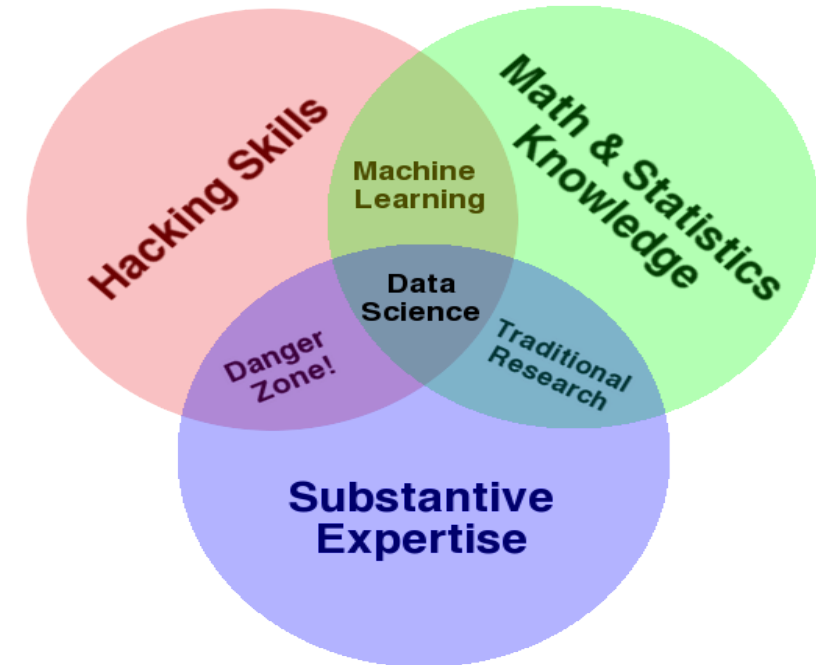 Hacking Skills
Math & Statistics
Knowledge
Machine
Learning
Data
Science
Danger
Zone!
Traditional
Research
Substantive
Expertise